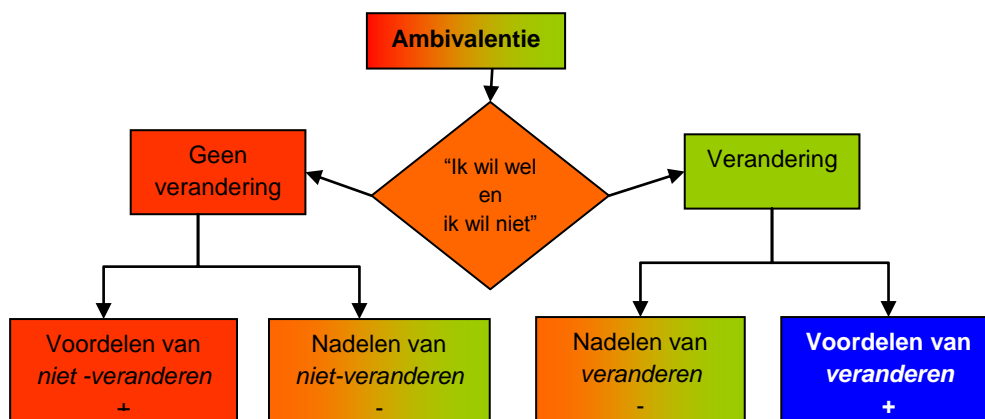 Ambivalentie
“Ik wil wel
en
ik wil niet”
Geen
verandering
Verandering
Voordelen van
niet -veranderen
+
Nadelen van
niet-veranderen
-
Nadelen van
veranderen
-
Voordelen van
veranderen
+